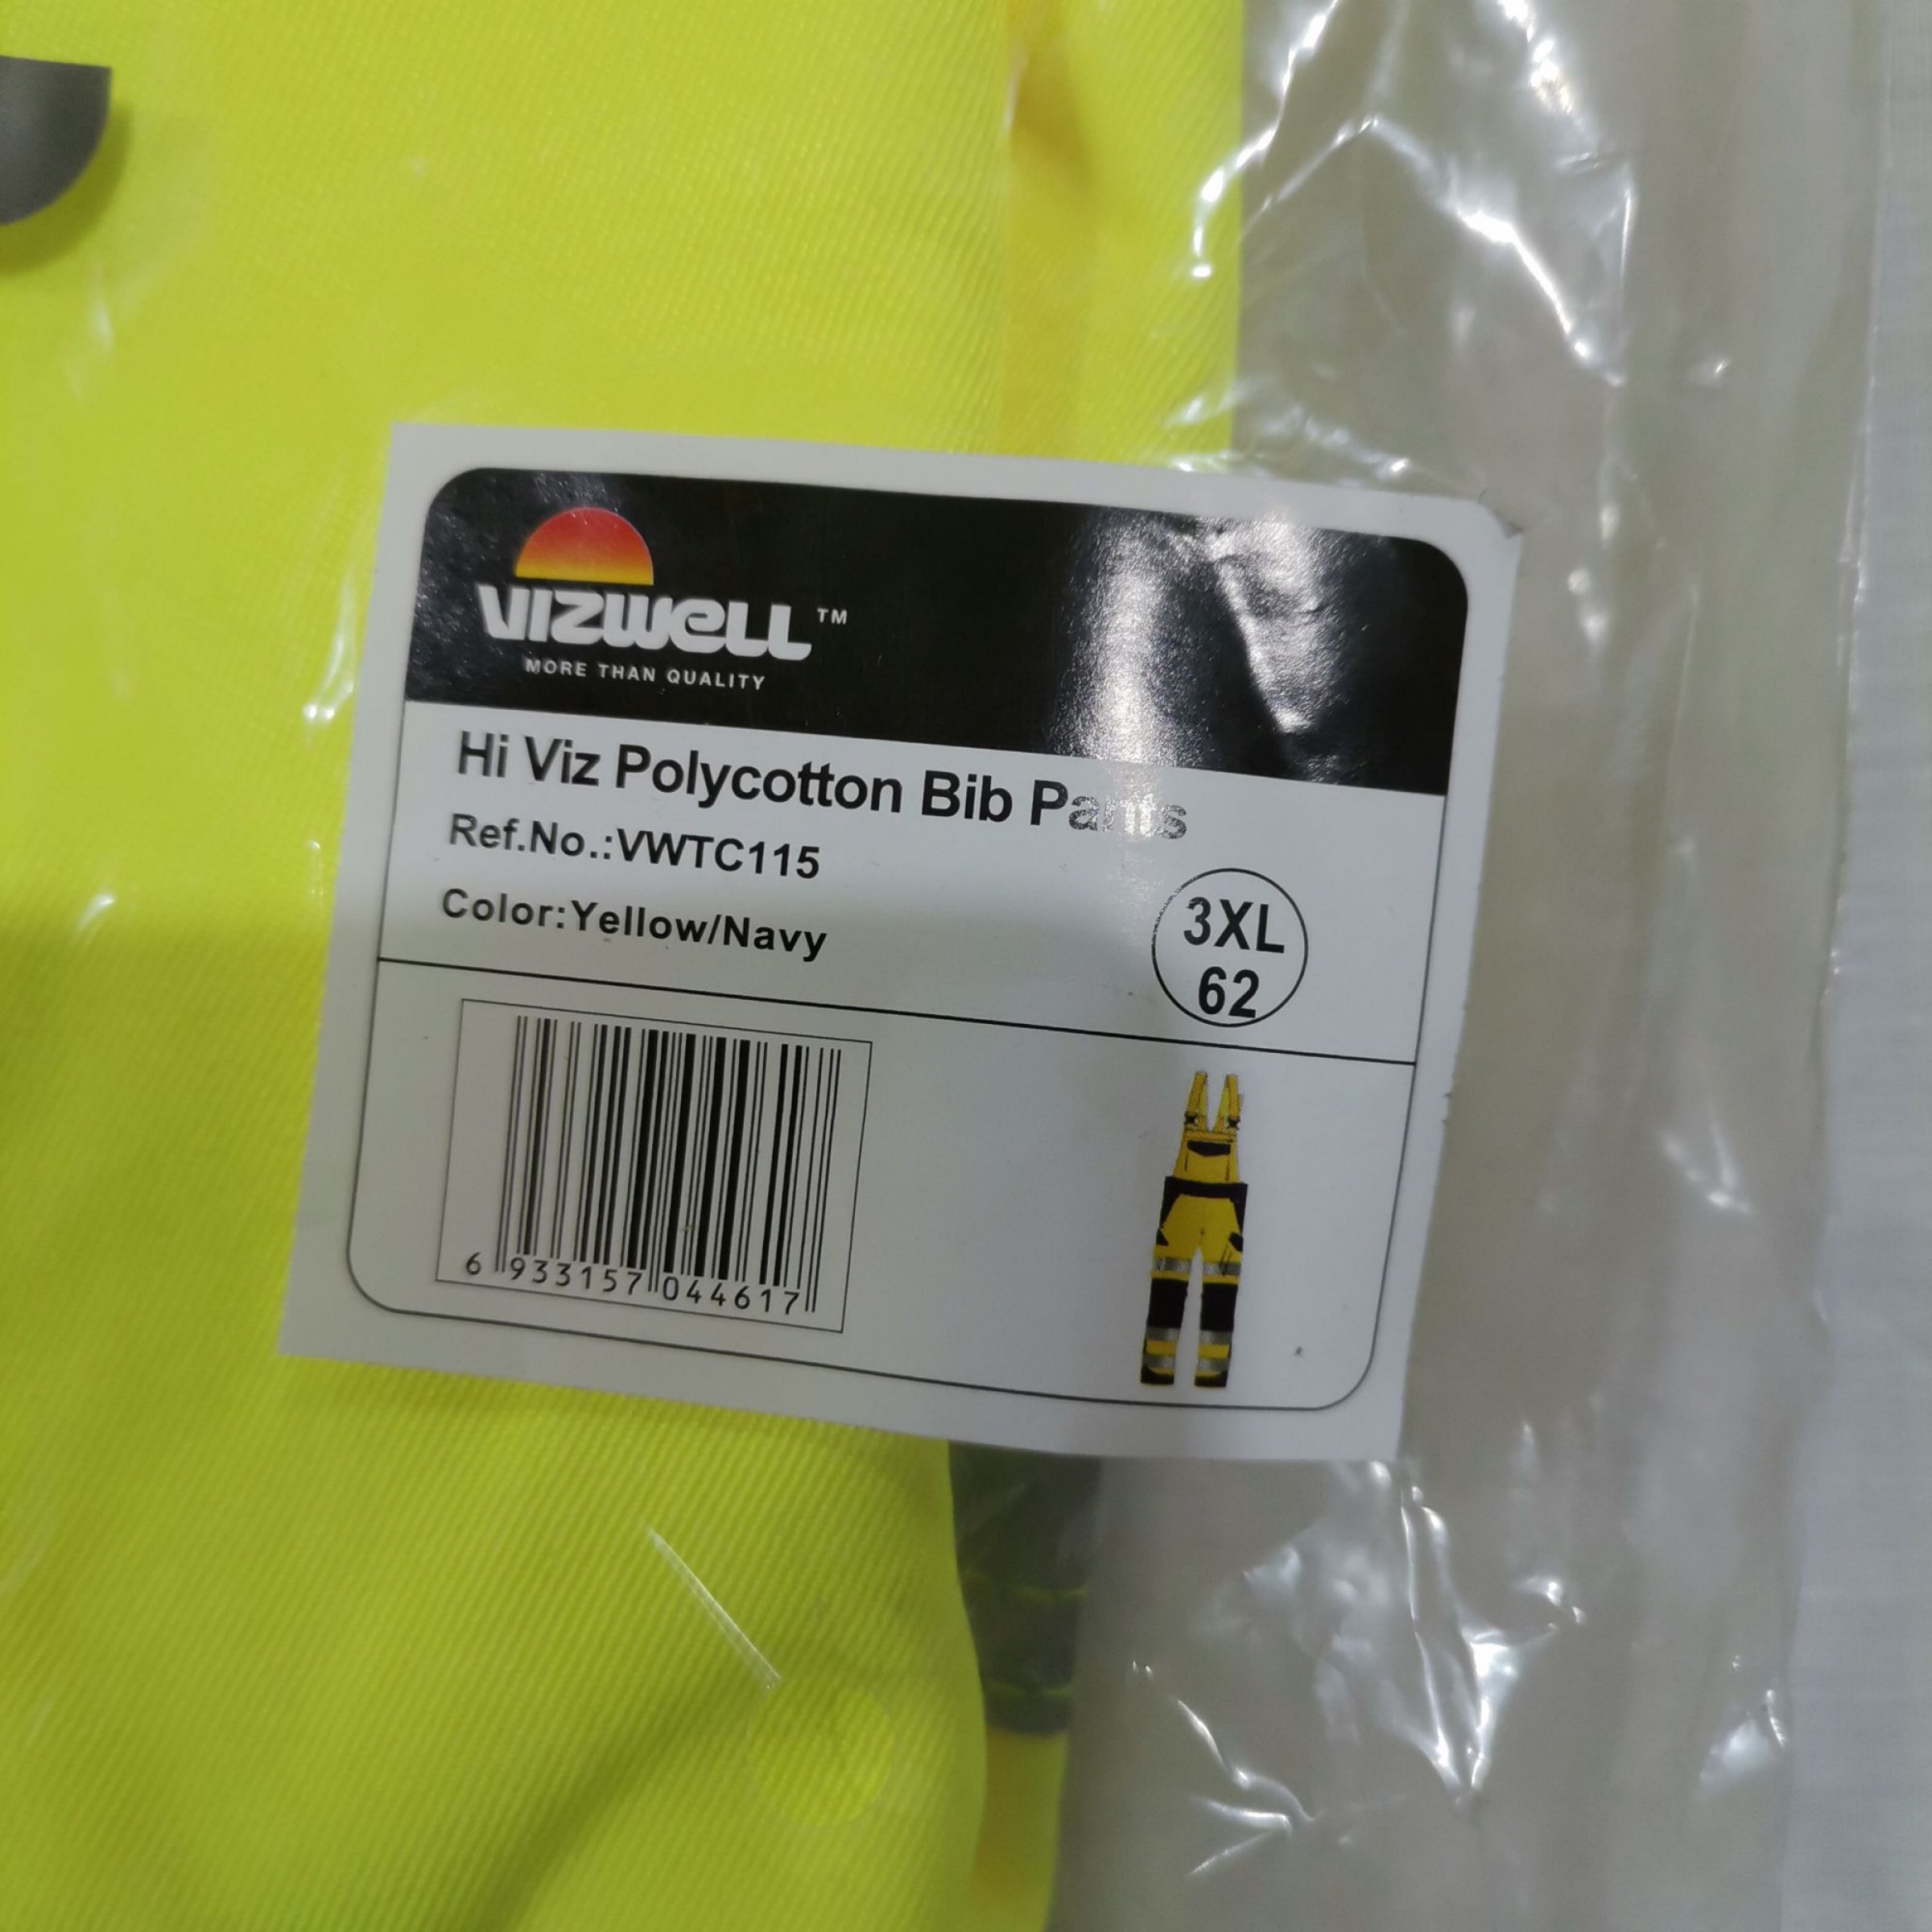 VIZWELL™
MORE THAN QUALITY
Hi Viz Polycotton Bib Pants
Ref.No.:VWTC115
Color:Yellow/Navy
3XL
62
6 933157 044617